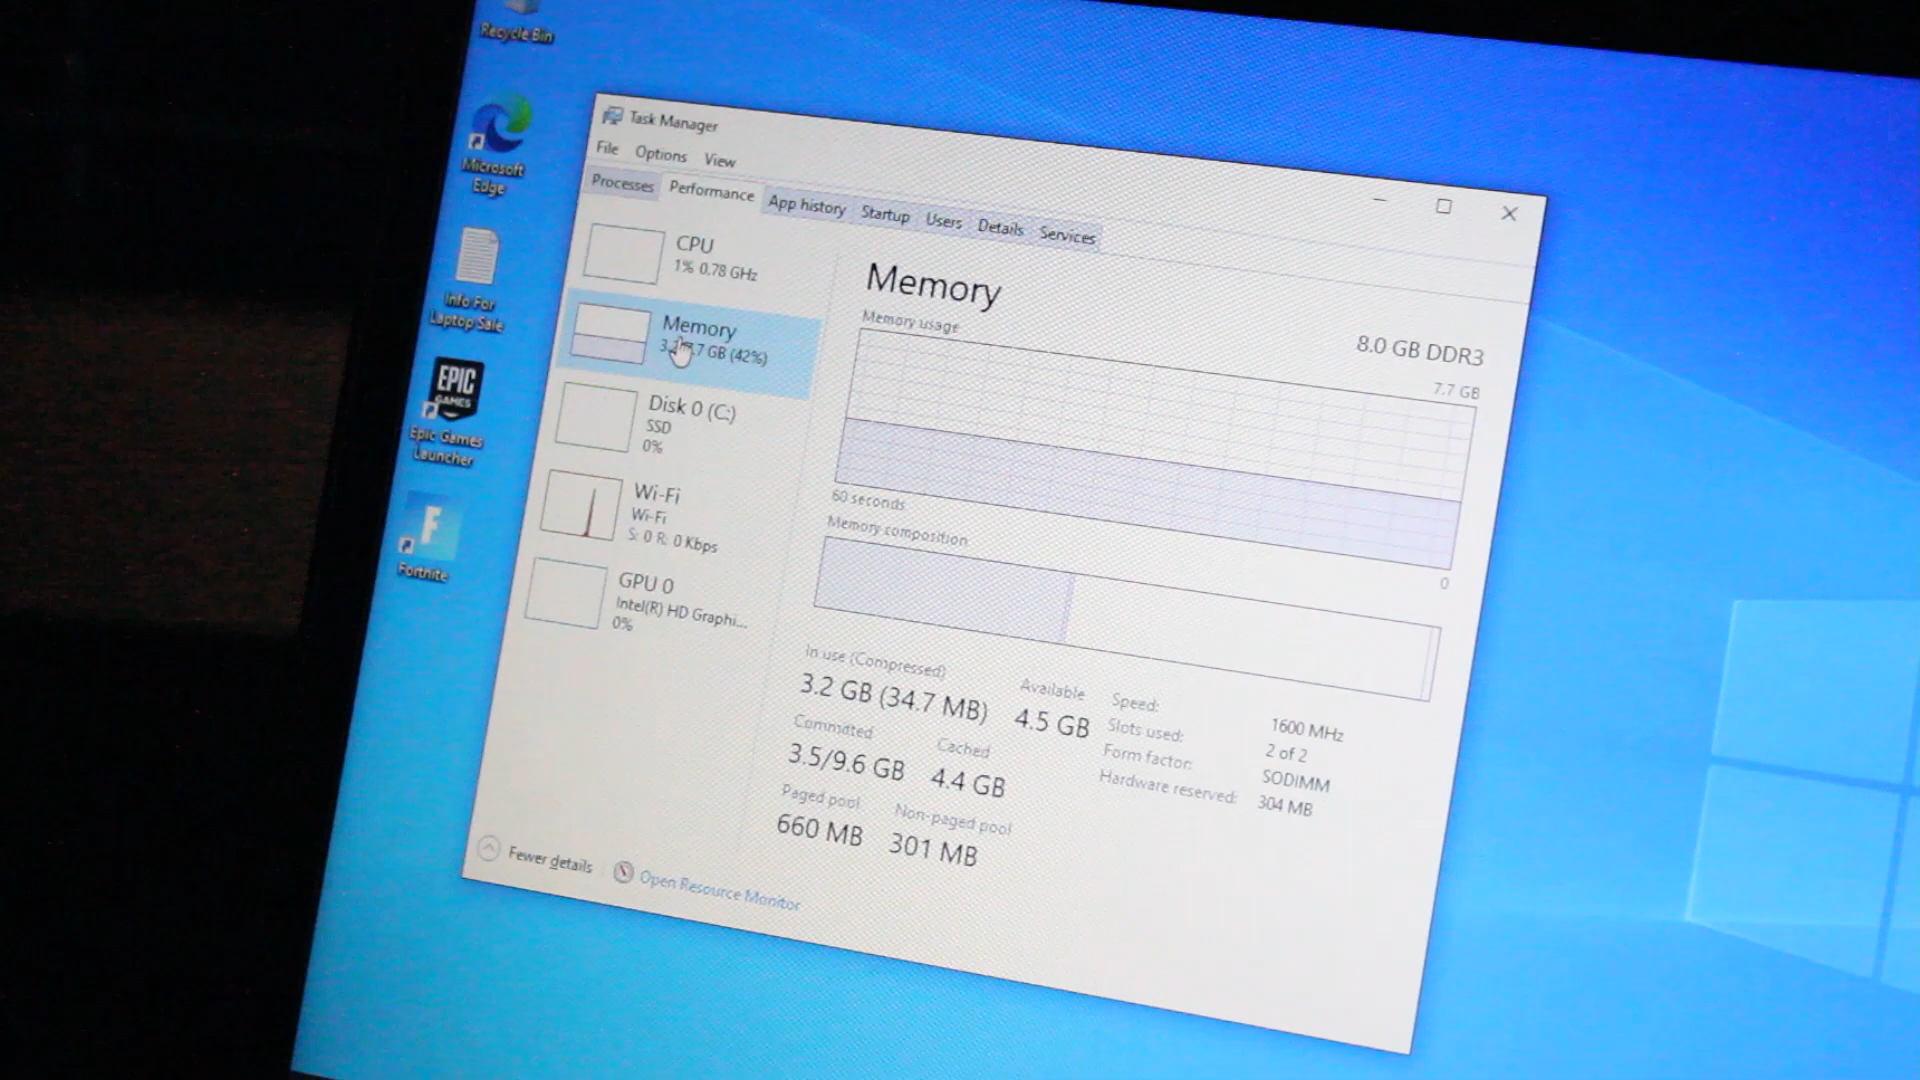 Recycle Bin
Microsoft
Edge
Info For
Laptop Sale
EPIC
GAMES
Epic Games
Launcher
F
Fortnite
Task Manager
File Options View
Processes Performance App history Startup Users Details Services
CPU
1% 0.78 GHz
Memory
7 GB (42%)
Disk 0 (C:)
SSD
0%
Wi-Fi
Wi-Fi
S: 0 R: 0 Kbps
GPU 0
Intel(R) HD Graphi...
0%
Memory
8.0 GB DDR3
Memory usage
7.7 GB
60 seconds
0
Memory composition
In use (Compressed)
3.2 GB (34.7 MB)
Available
4.5 GB
Committed
3.5/9.6 GB
Cached
4.4 GB
Paged pool
660 MB
Non-paged pool
301 MB
Speed: 1600 MHz
Slots used: 2 of 2
Form factor: SODIMM
Hardware reserved: 304 MB
Fewer details
Open Resource Monitor